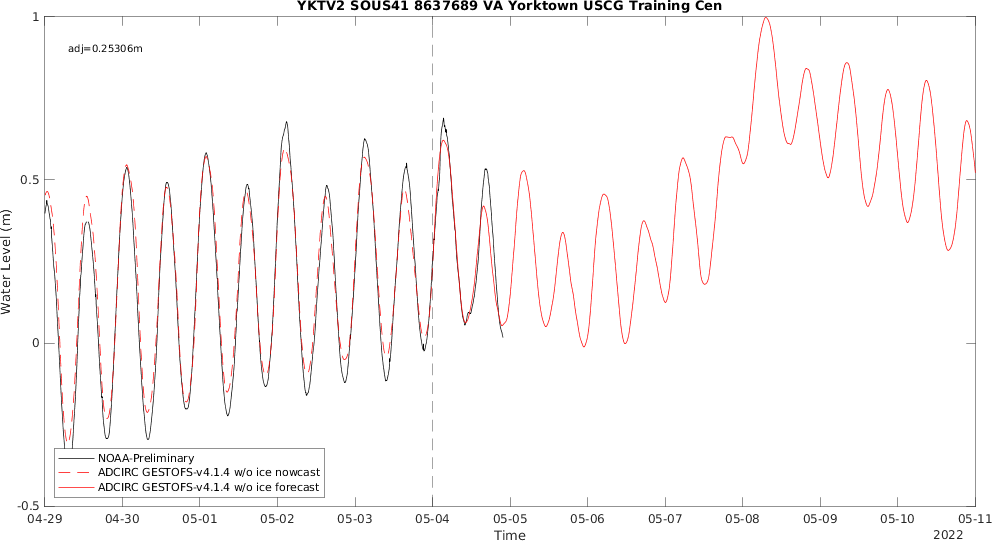 YKTV2 SOUS41 8637689 VA Yorktown USCG Training Cen
adj=0.25306m
Water Level (m)
1
0.5
0
-0.5
NOAA-Preliminary
ADCIRC GESTOFS-v4.1.4 w/o ice nowcast
ADCIRC GESTOFS-v4.1.4 w/o ice forecast
04-29 04-30 05-01 05-02 05-03 05-04 05-05 05-06 05-07 05-08 05-09 05-10 05-11
Time
2022